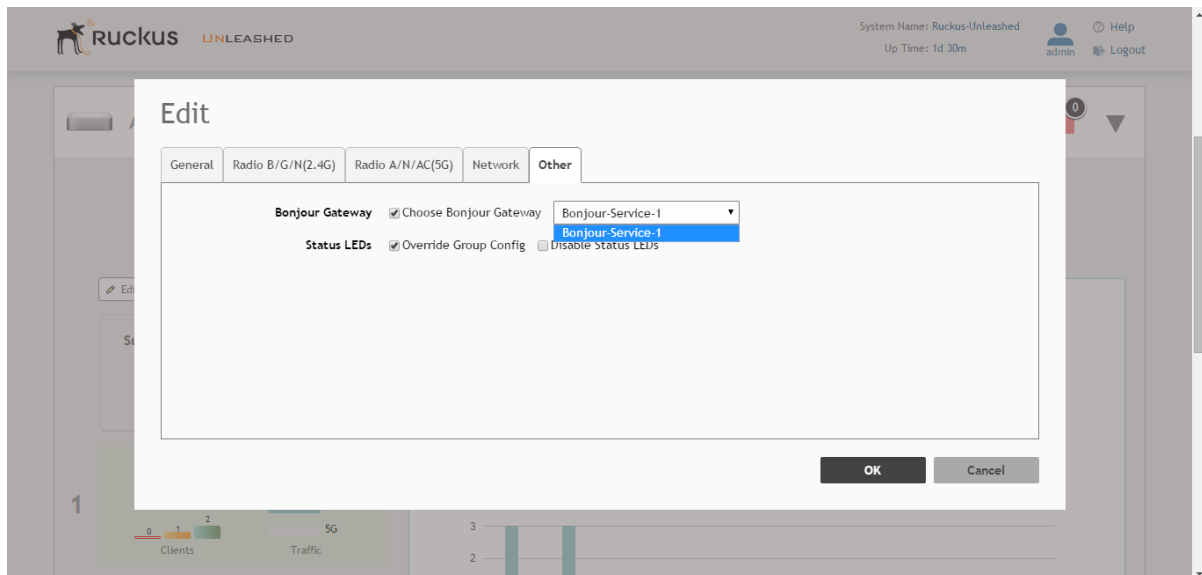 RUCKUS UNLEASHED
System Name: Ruckus-Unleashed
Up Time: 1d 30m
admin
Help
Logout
0
A
Edit
General Radio B/G/N(2.4G) Radio A/N/AC(5G) Network Other
Bonjour Gateway Choose Bonjour Gateway Bonjour-Service-1
Bonjour-Service-1
Status LEDs Override Group Config Disable Status LEDs
Edi
Su
OK Cancel
1
0 1 2
5G
Clients Traffic
3
2